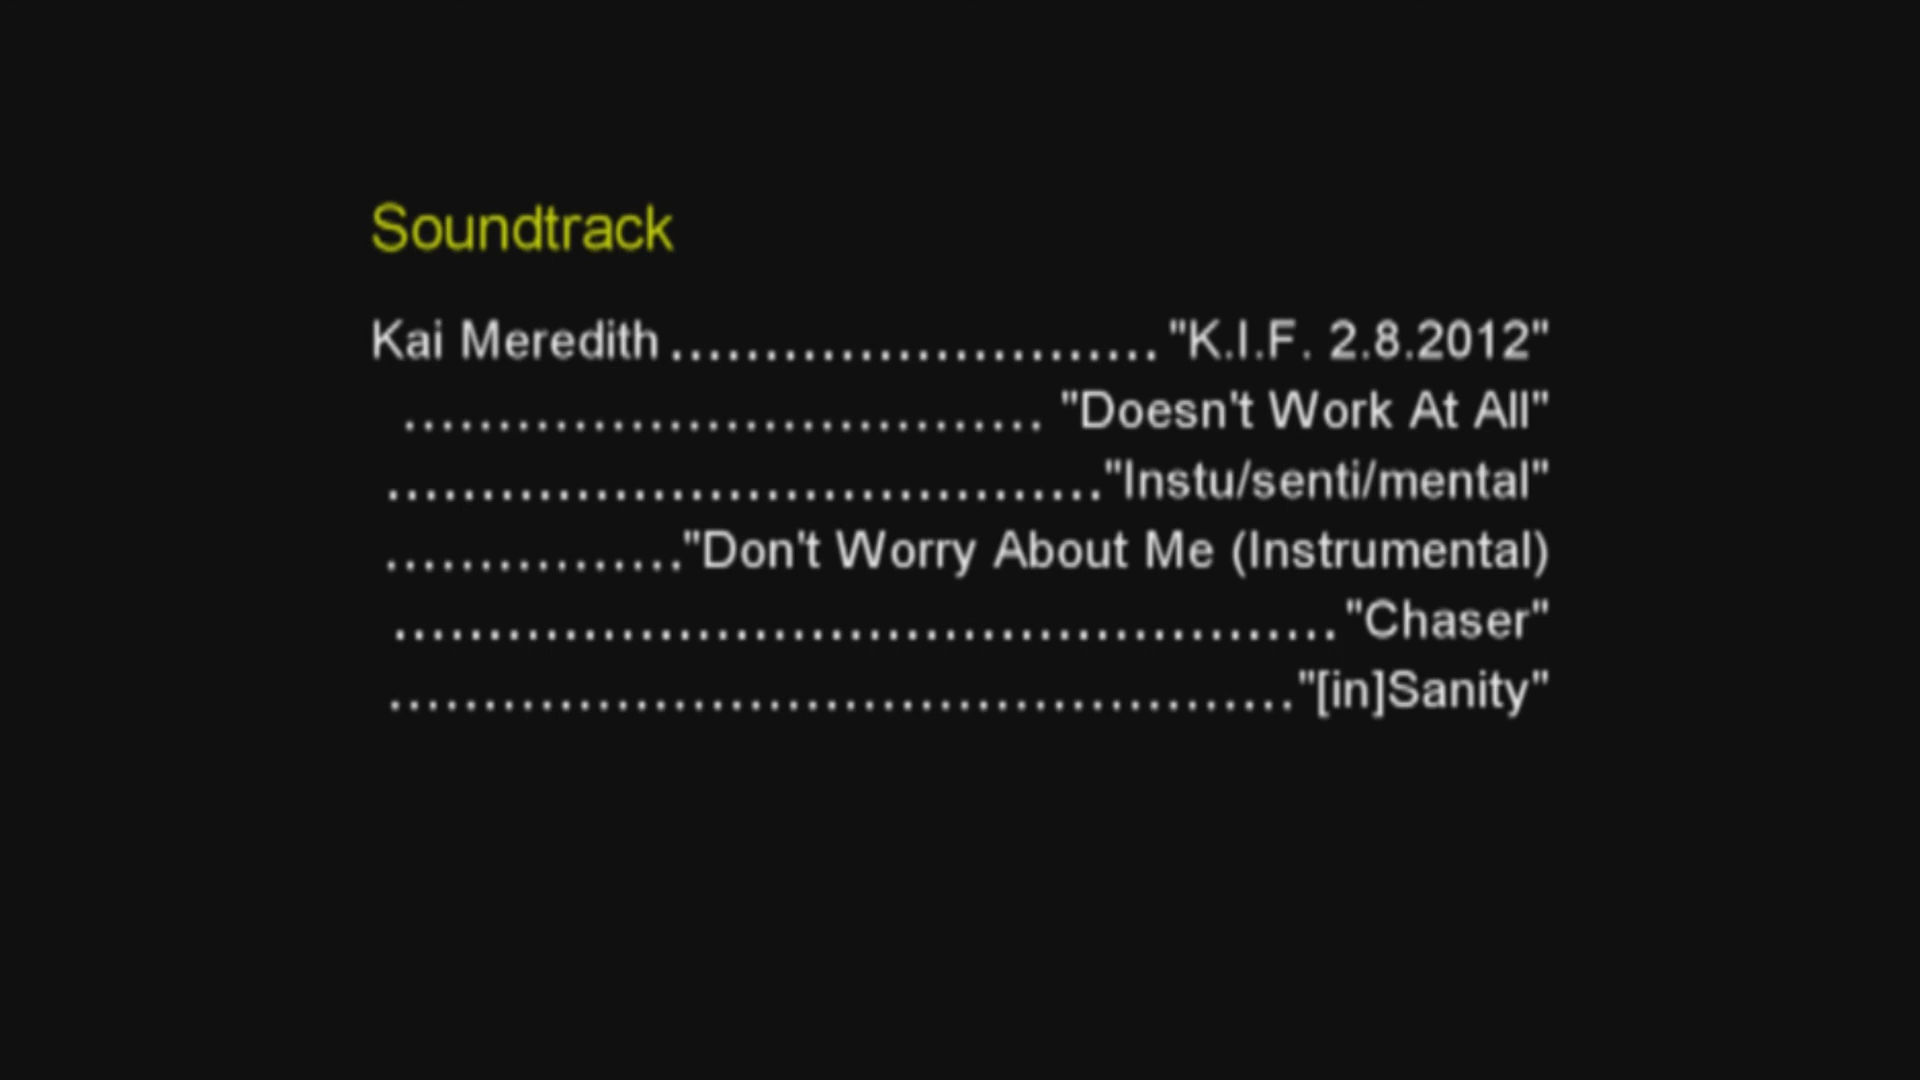 Soundtrack
Kai Meredith .......................... "K.I.F. 2.8.2012"
.................................. "Doesn't Work At All"
......................................"Instu/senti/mental"
................"Don't Worry About Me (Instrumental)
.................................................. "Chaser"
................................................"[in]Sanity"